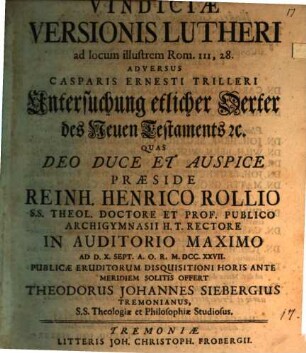 VINDICIÆ
VERSIONIS LUTHERI
ad locum illustrem Rom. III, 28.
ADVERSUS
CASPARIS ERNESTI TRILLERI
Untersuchung etlicher Oerter
des Neuen Testaments ꝛc.
QUAS
DEO DUCE ET AUSPICE
PRÆSIDE
REINH. HENRICO ROLLIO
S.S. THEOL. DOCTORE ET PROF. PUBLICO
ARCHIGYMNASII H. T. RECTORE
IN AUDITORIO MAXIMO
AD D. X. SEPT. A. O. R. M. DCC. XXVII.
PUBLICÆ ERUDITORUM DISQUISITIONI HORIS ANTE
MERIDIEM SOLITIS OFFERT
THEODORUS JOHANNES SIEBERGIUS
TREMONIANUS,
S.S. Theologiæ et Philosophiæ Studiosus.
TREMONIÆ
LITTERIS JOH. CHRISTOPH. FROBERGII.
17
17.